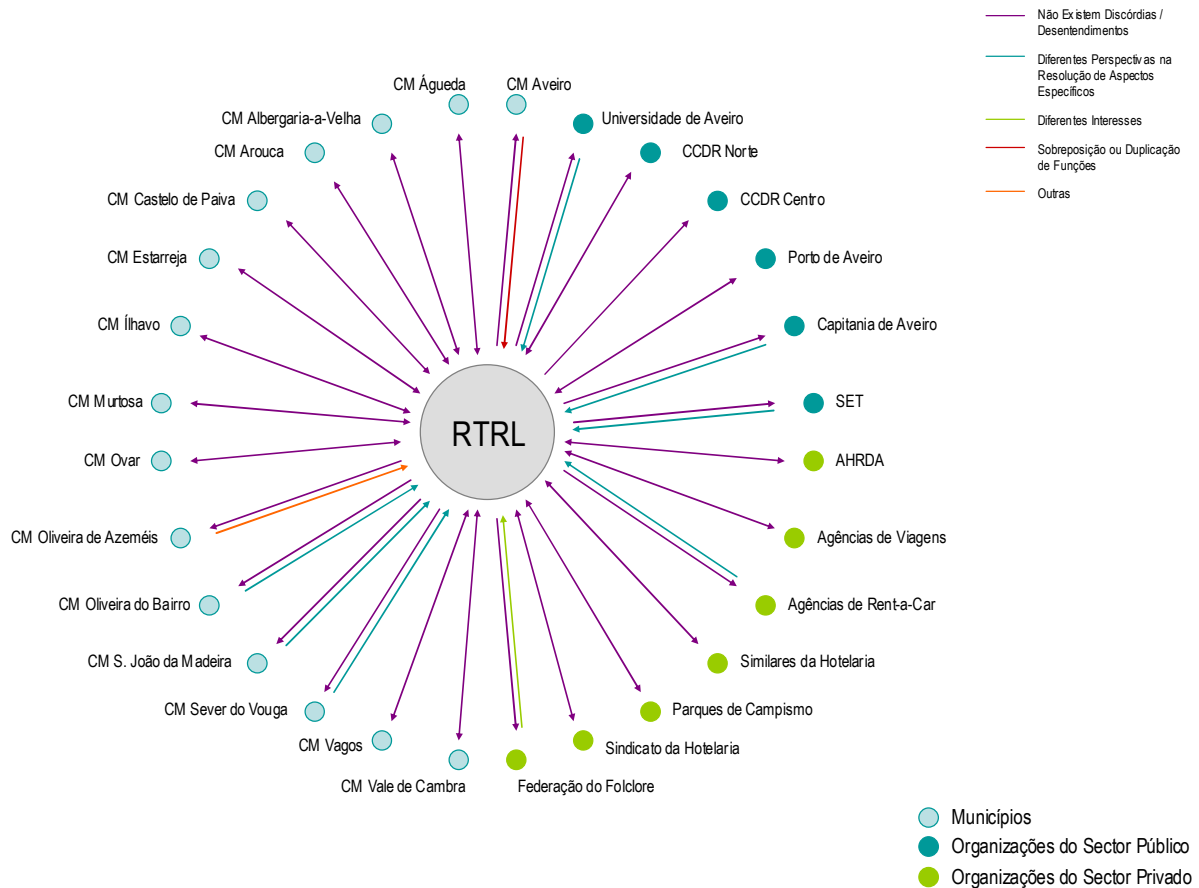 Não Existem Discórdias /
Desentendimentos
Diferentes Perspectivas na
Resolução de Aspectos
Específicos
Diferentes Interesses
Sobreposição ou Duplicação
de Funções
Outras
CM Águeda
CM Aveiro
CM Albergaria-a-Velha
Universidade de Aveiro
CM Arouca
CCDR Norte
CM Castelo de Paiva
CCDR Centro
CM Estarreja
Porto de Aveiro
CM Ílhavo
Capitania de Aveiro
CM Murtosa
SET
RTRL
CM Ovar
AHRDA
CM Oliveira de Azeméis
Agências de Viagens
CM Oliveira do Bairro
Agências de Rent-a-Car
CM S. João da Madeira
Similares da Hotelaria
CM Sever do Vouga
Parques de Campismo
CM Vagos
Sindicato da Hotelaria
CM Vale de Cambra
Federação do Folclore
Municípios
Organizações do Sector Público
Organizações do Sector Privado